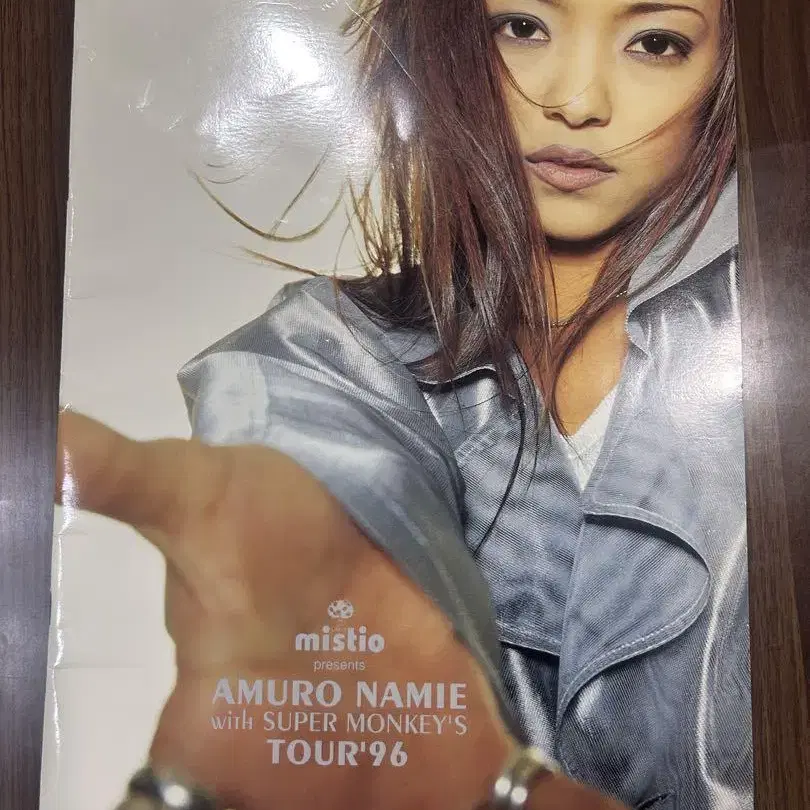 mistio
presents
AMURO NAMIE
with SUPER MONKEY'S
TOUR'96